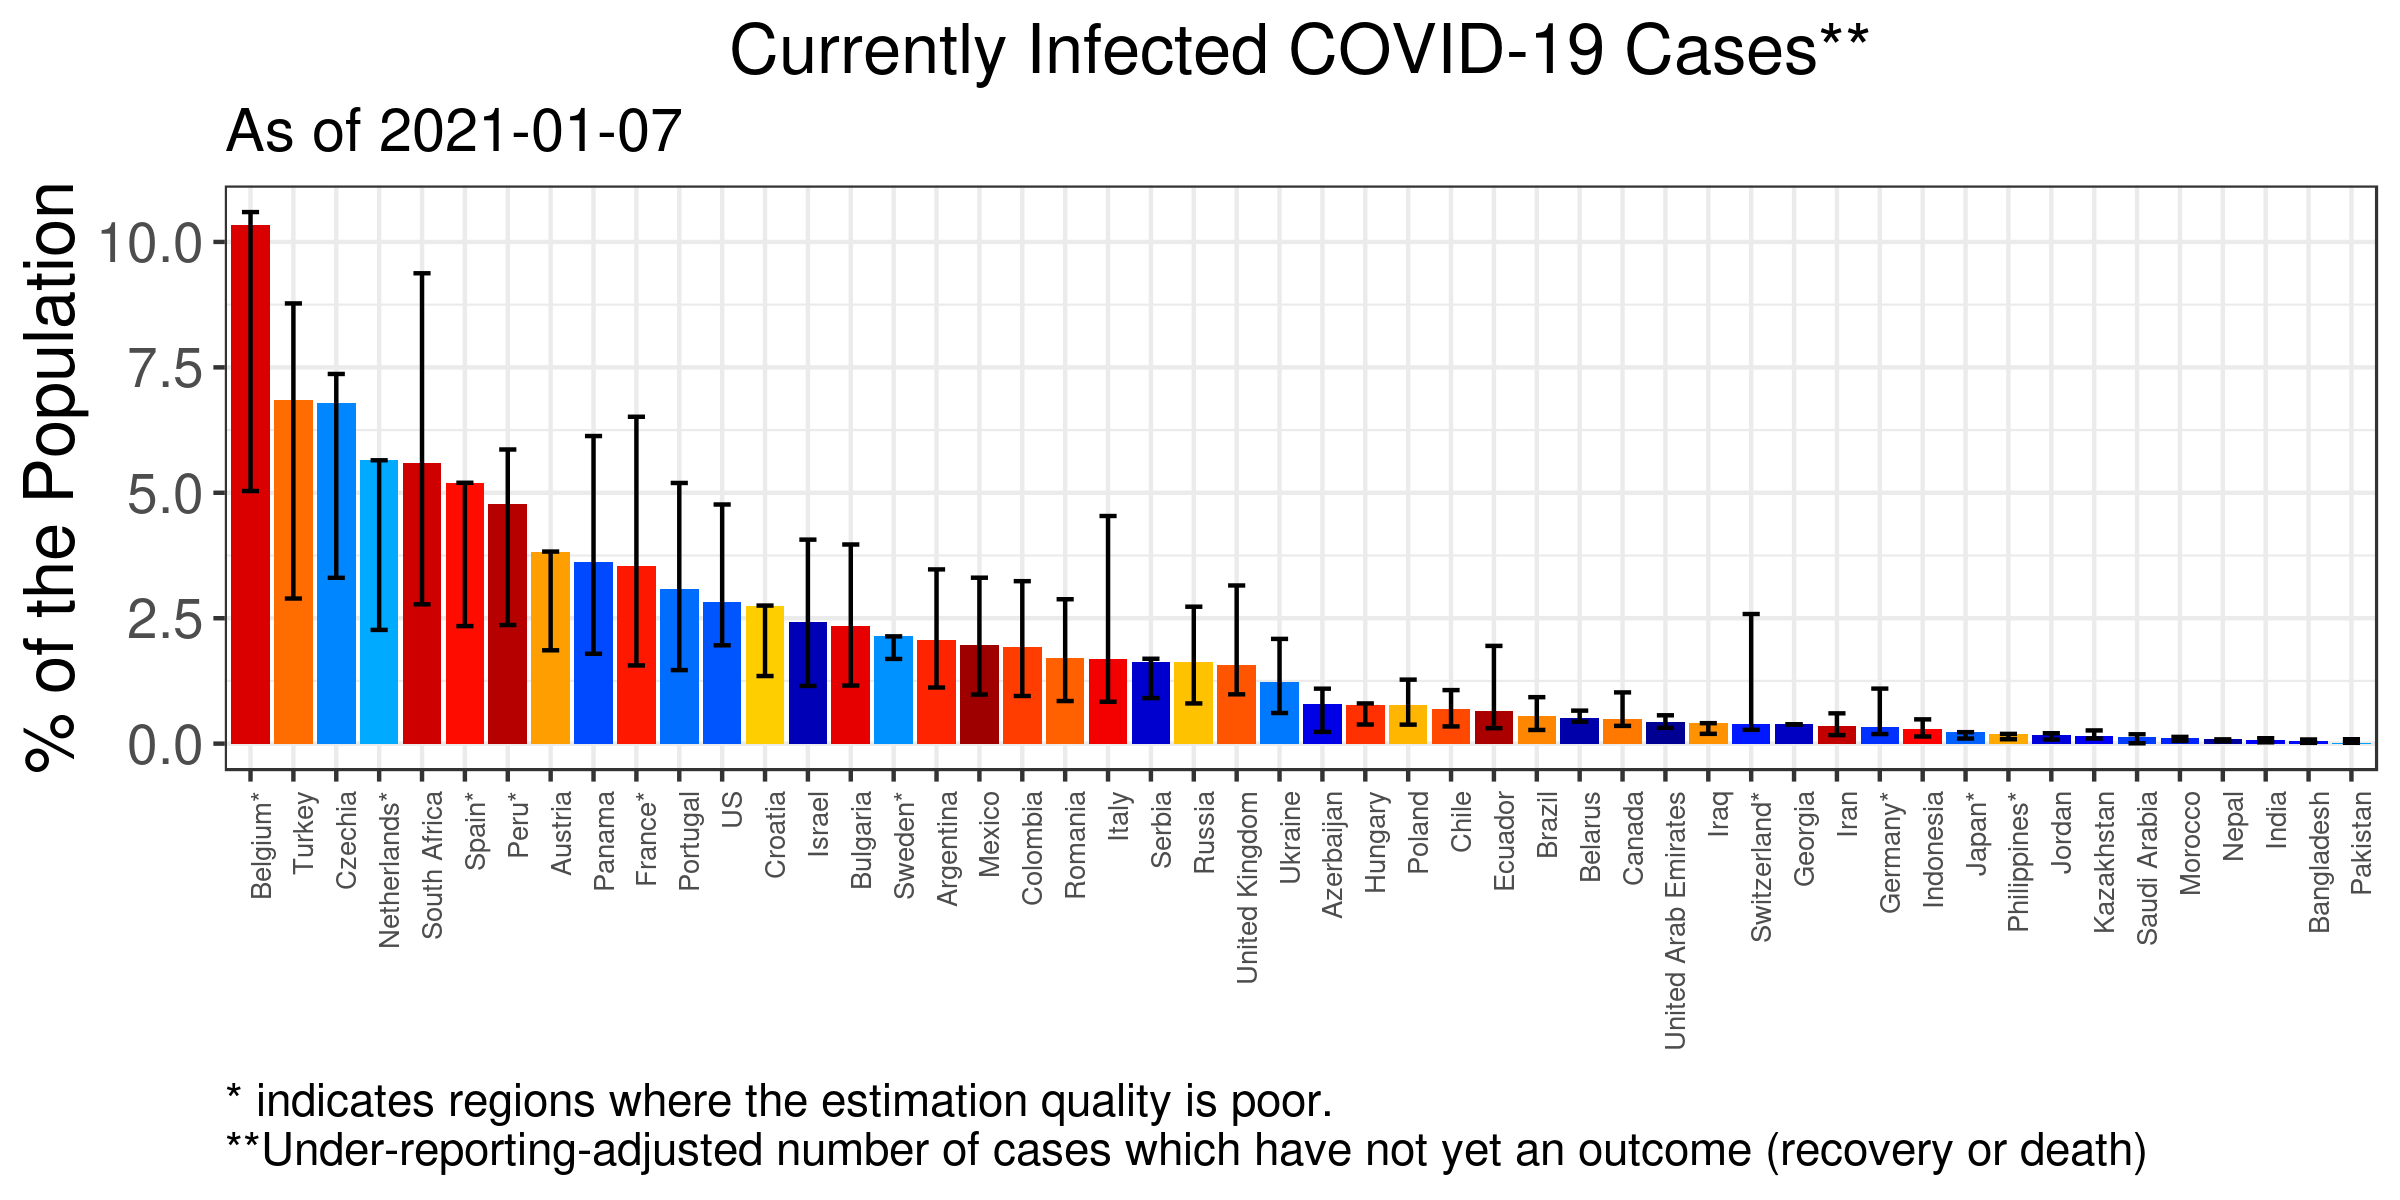 Currently Infected COVID-19 Cases**
As of 2021-01-07
% of the Population
10.0
7.5
5.0
2.5
0.0
Belgium*
Turkey
Czechia
Netherlands*
South Africa
Spain*
Peru*
Austria
Panama
France*
Portugal
US
Croatia
Israel
Bulgaria
Sweden*
Argentina
Mexico
Colombia
Romania
Italy
Serbia
Russia
United Kingdom
Ukraine
Azerbaijan
Hungary
Poland
Chile
Ecuador
Brazil
Belarus
Canada
United Arab Emirates
Iraq
Switzerland*
Georgia
Iran
Germany*
Indonesia
Japan*
Philippines*
Jordan
Kazakhstan
Saudi Arabia
Morocco
Nepal
India
Bangladesh
Pakistan
* indicates regions where the estimation quality is poor.
**Under-reporting-adjusted number of cases which have not yet an outcome (recovery or death)